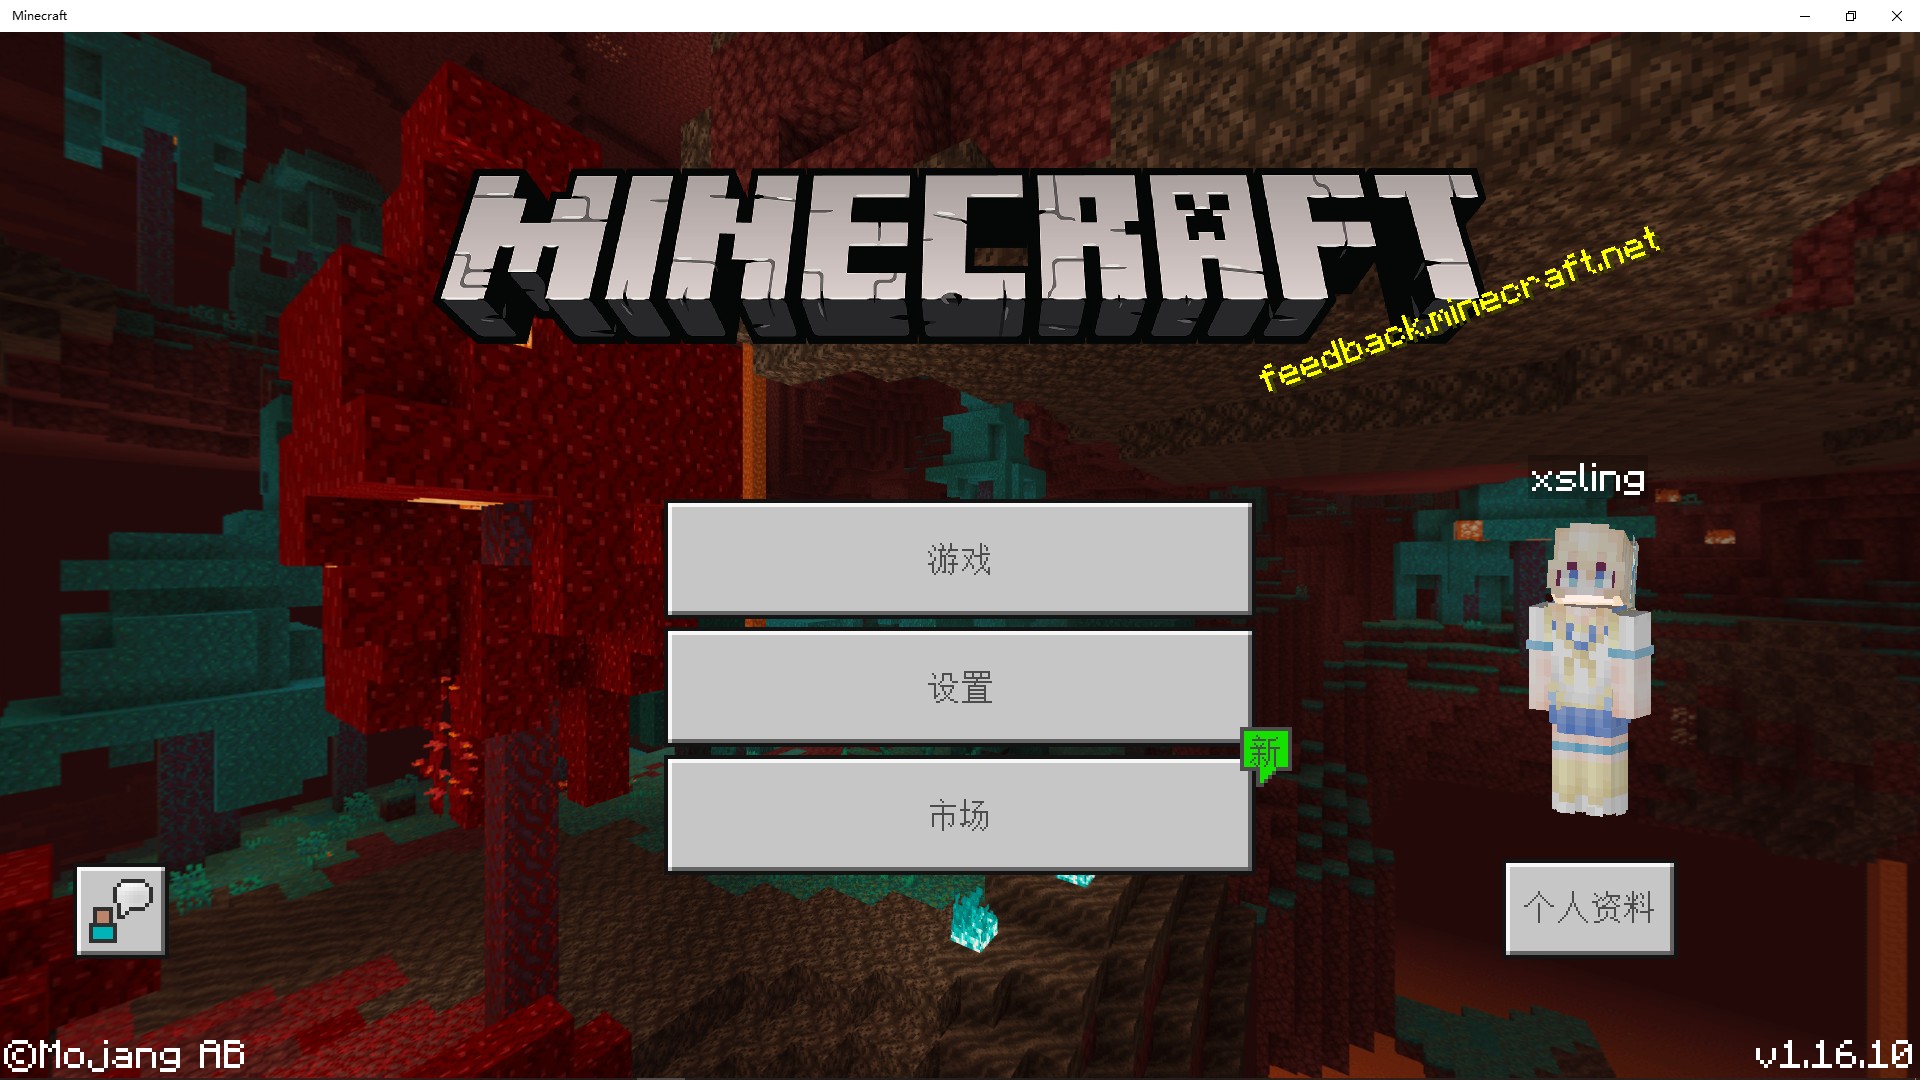 Minecraft
MINECRAFT
feedback.minecraft.net
xsling
游戏
设置
新
市场
个人资料
©Mojang AB
v1.16.10